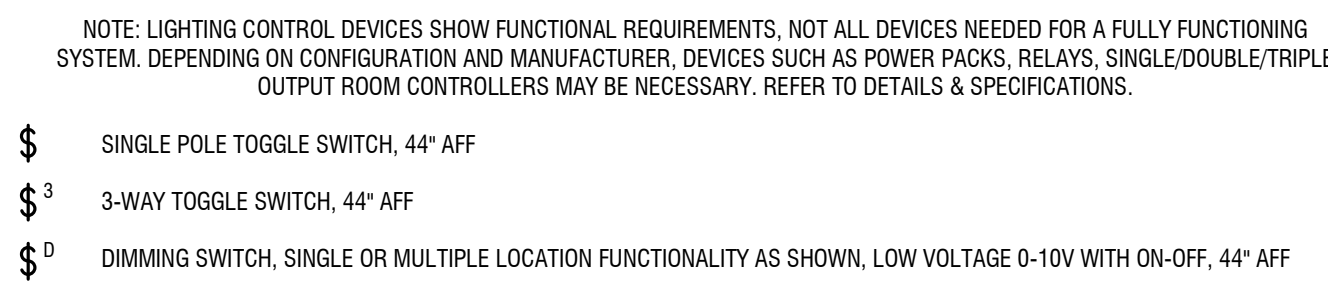 NOTE: LIGHTING CONTROL DEVICES SHOW FUNCTIONAL REQUIREMENTS, NOT ALL DEVICES NEEDED FOR A FULLY FUNCTIONING
SYSTEM. DEPENDING ON CONFIGURATION AND MANUFACTURER, DEVICES SUCH AS POWER PACKS, RELAYS, SINGLE/DOUBLE/TRIPLE
OUTPUT ROOM CONTROLLERS MAY BE NECESSARY. REFER TO DETAILS & SPECIFICATIONS.
$ SINGLE POLE TOGGLE SWITCH, 44" AFF
$ 3 3-WAY TOGGLE SWITCH, 44" AFF
$ D DIMMING SWITCH, SINGLE OR MULTIPLE LOCATION FUNCTIONALITY AS SHOWN, LOW VOLTAGE 0-10V WITH ON-OFF, 44" AFF